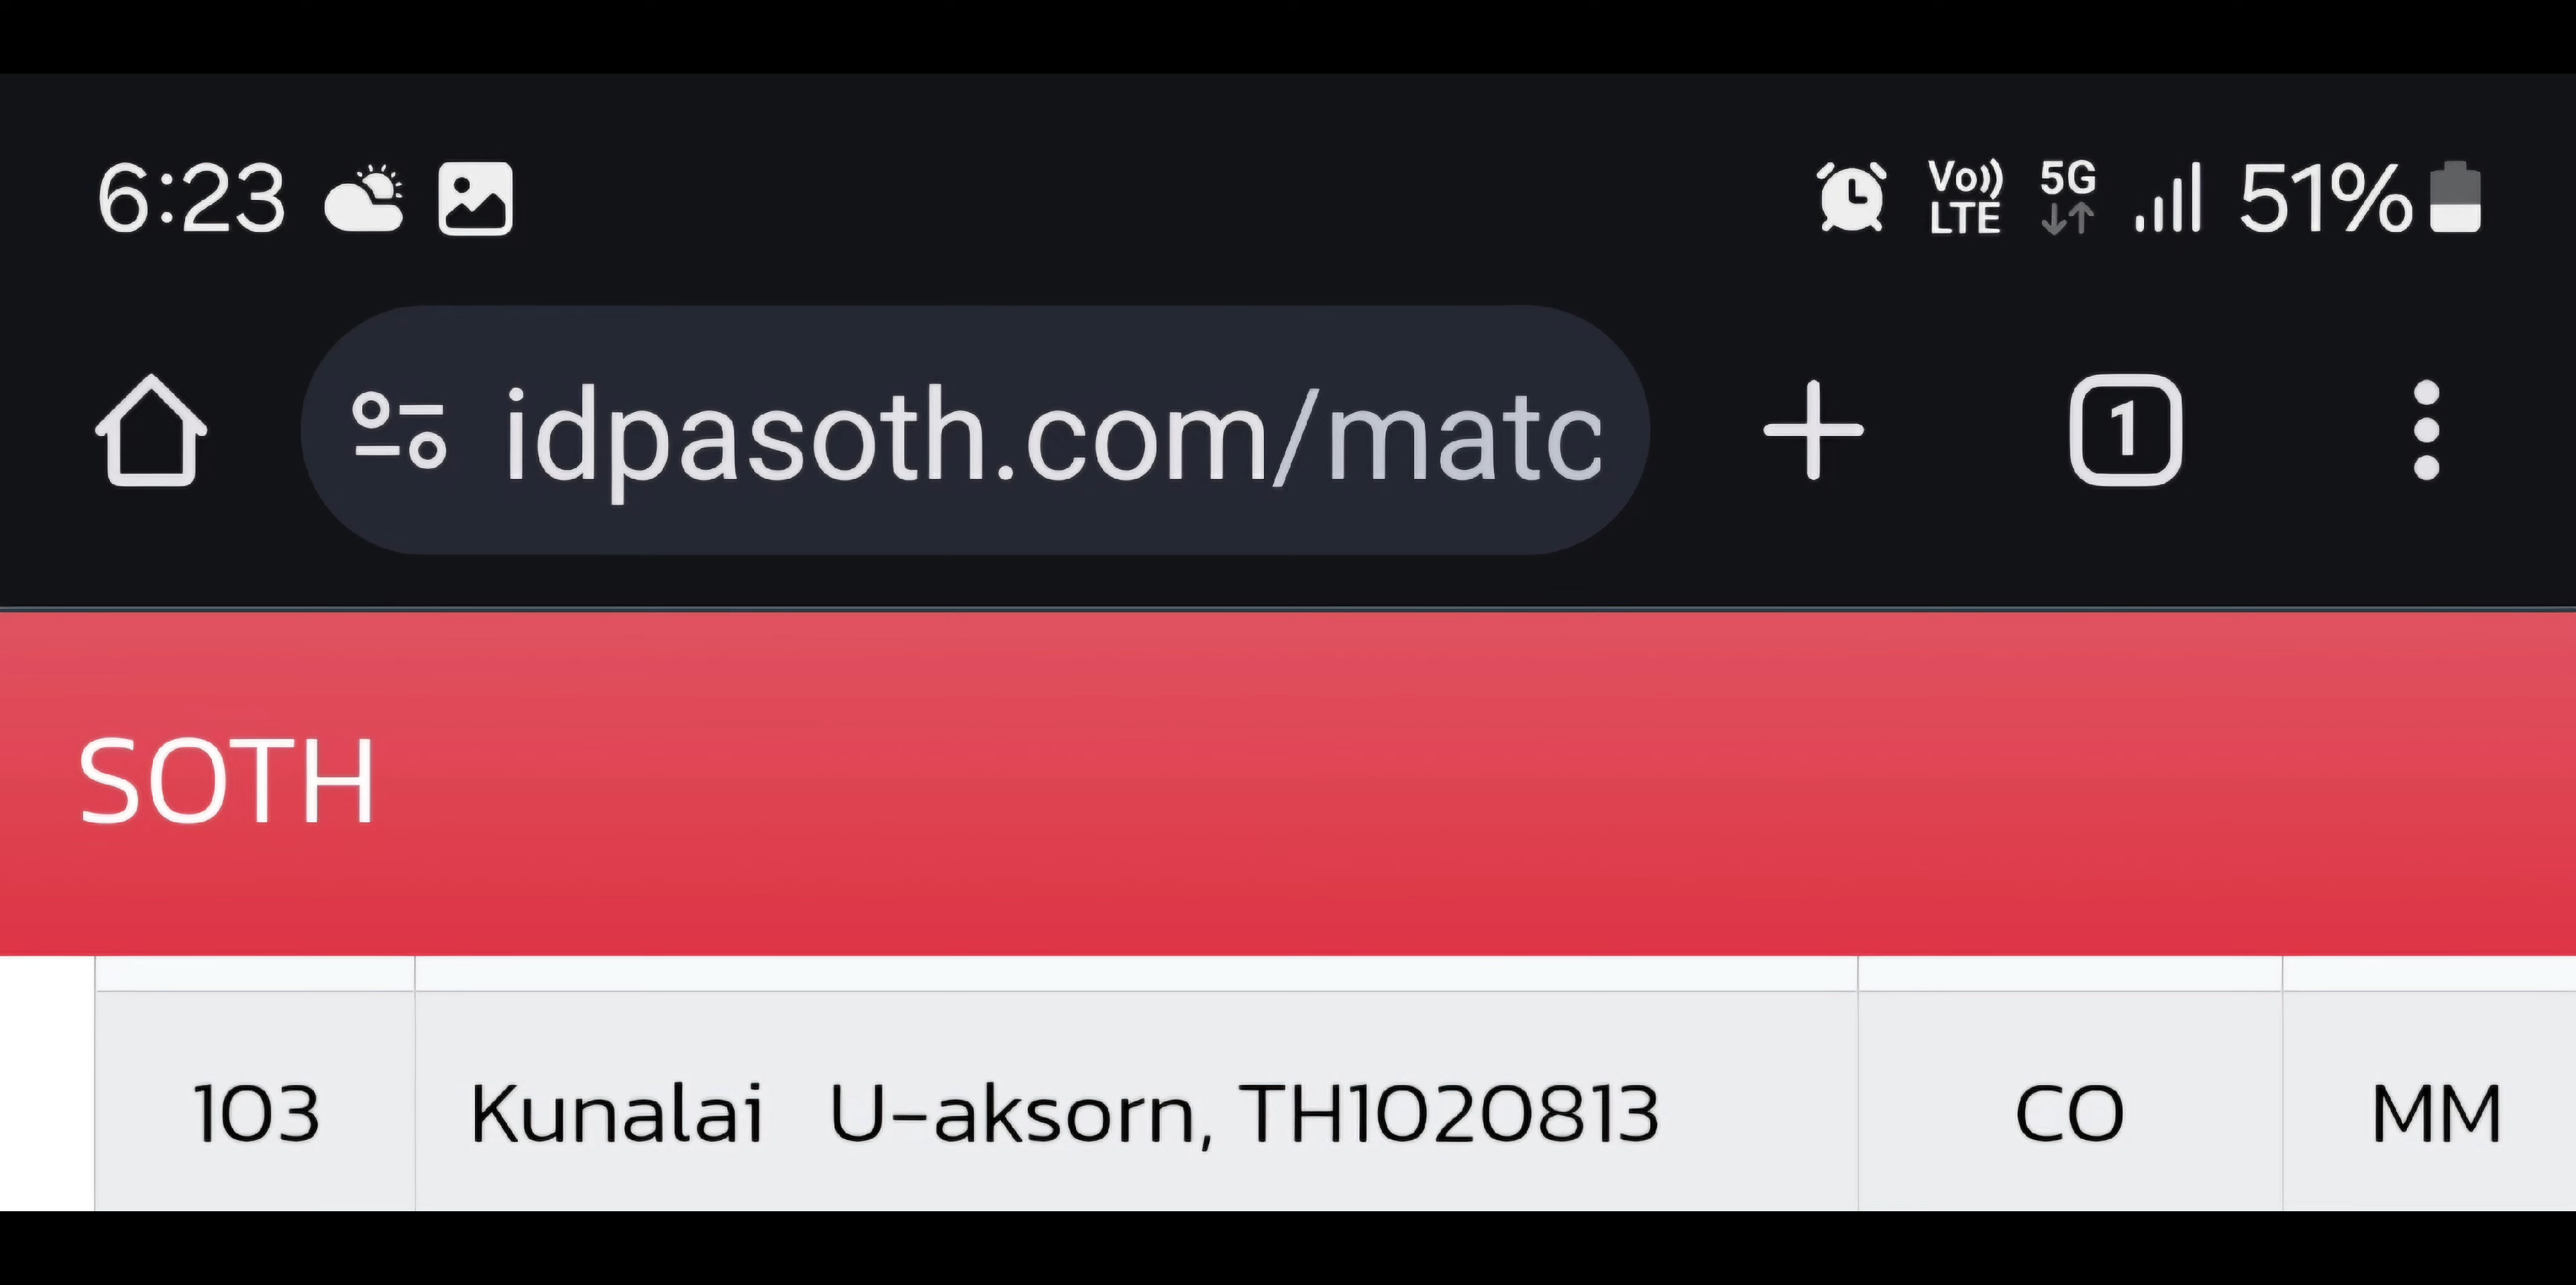 6:23 Vo)) LTE 5G 51%
idpasoth.com/matc 1
SOTH
103 Kunalai U-aksorn, TH1020813 CO MM